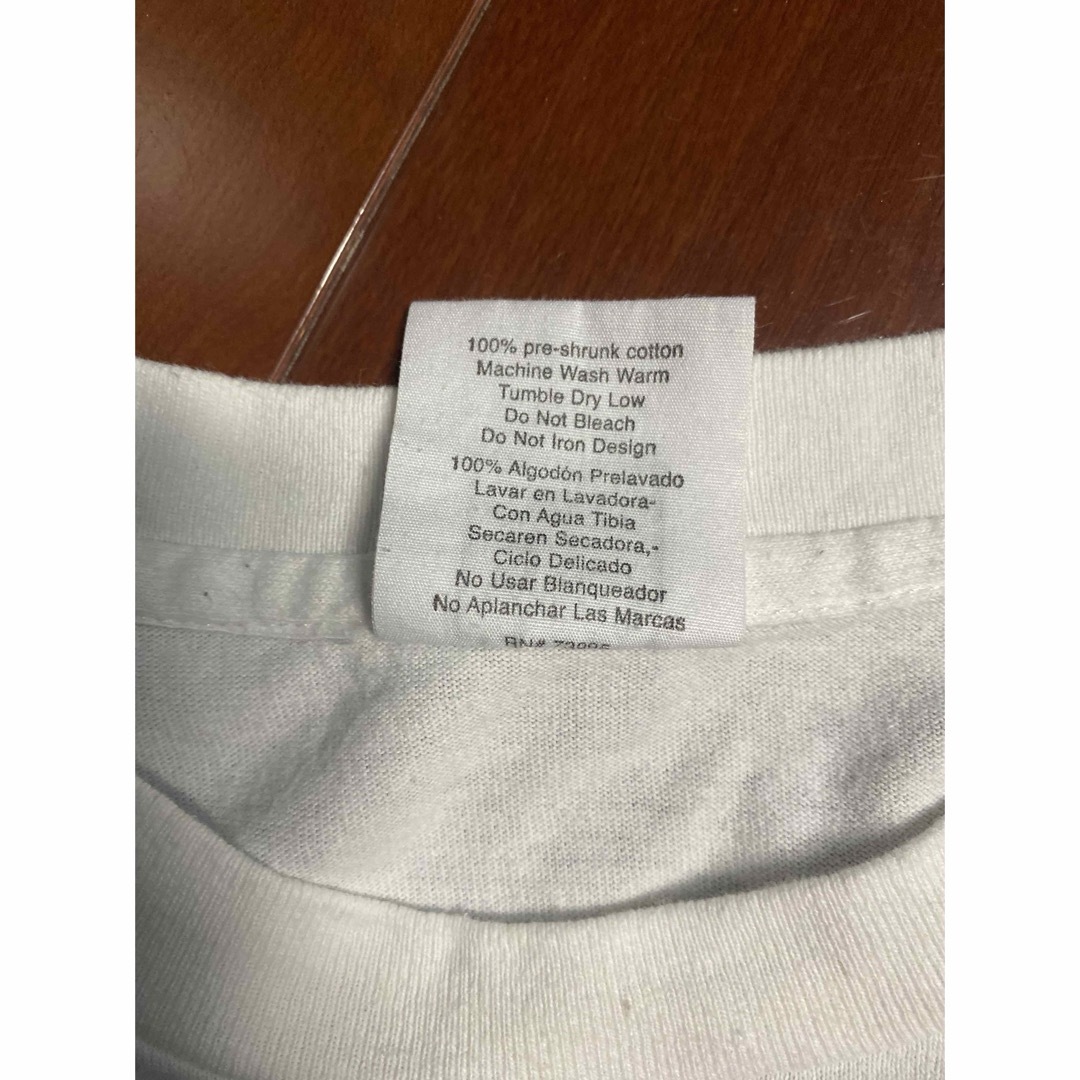 100% pre-shrunk cotton
Machine Wash Warm
Tumble Dry Low
Do Not Bleach
Do Not Iron Design
100% Algodón Prelavado
Lavar en Lavadora-
Con Agua Tibia
Secaren Secadora,-
Ciclo Delicado
No Usar Blanqueador
No Aplanchar Las Marcas
RN#